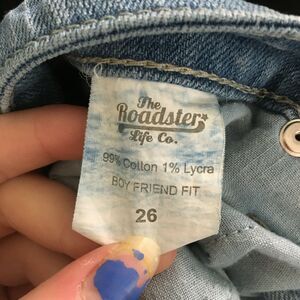 The
Roadster
Life Co.
99% Cotton 1% Lycra
BOY FRIEND FIT
26